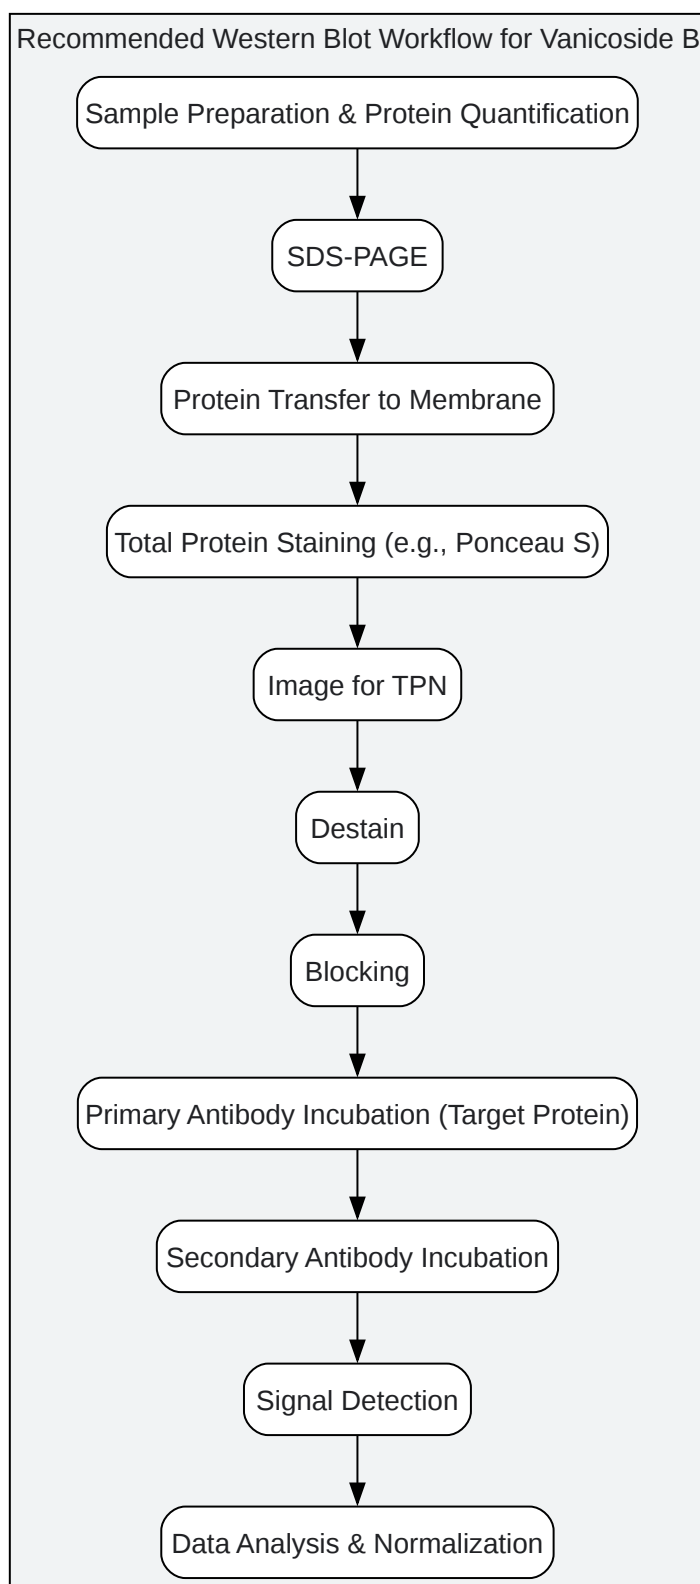 Recommended Western Blot Workflow for Vanicoside B
Sample Preparation & Protein Quantification
SDS-PAGE
Protein Transfer to Membrane
Total Protein Staining (e.g., Ponceau S)
Image for TPN
Destain
Blocking
Primary Antibody Incubation (Target Protein)
Secondary Antibody Incubation
Signal Detection
Data Analysis & Normalization